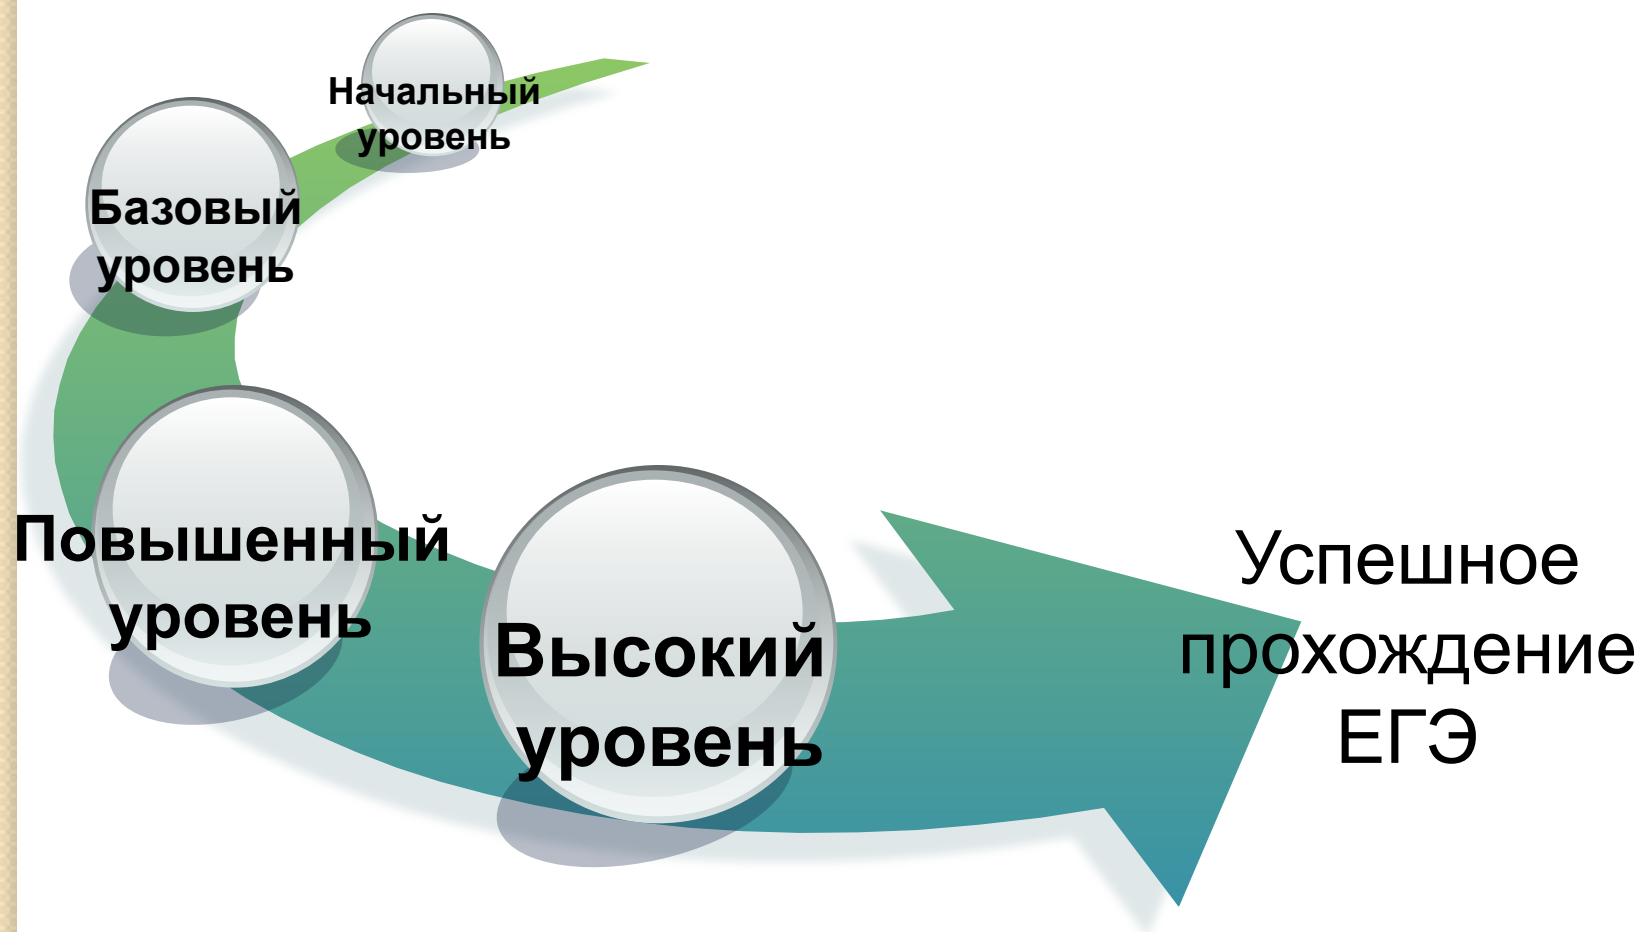 Начальный
уровень
Базовый
уровень
Повышенный
уровень
Высокий
уровень
Успешное
прохождение
ЕГЭ